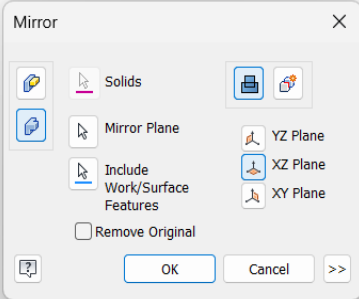 Mirror
Solids
Mirror Plane
Include
Work/Surface
Features
Remove Original
YZ Plane
XZ Plane
XY Plane
?
OK
Cancel
>>